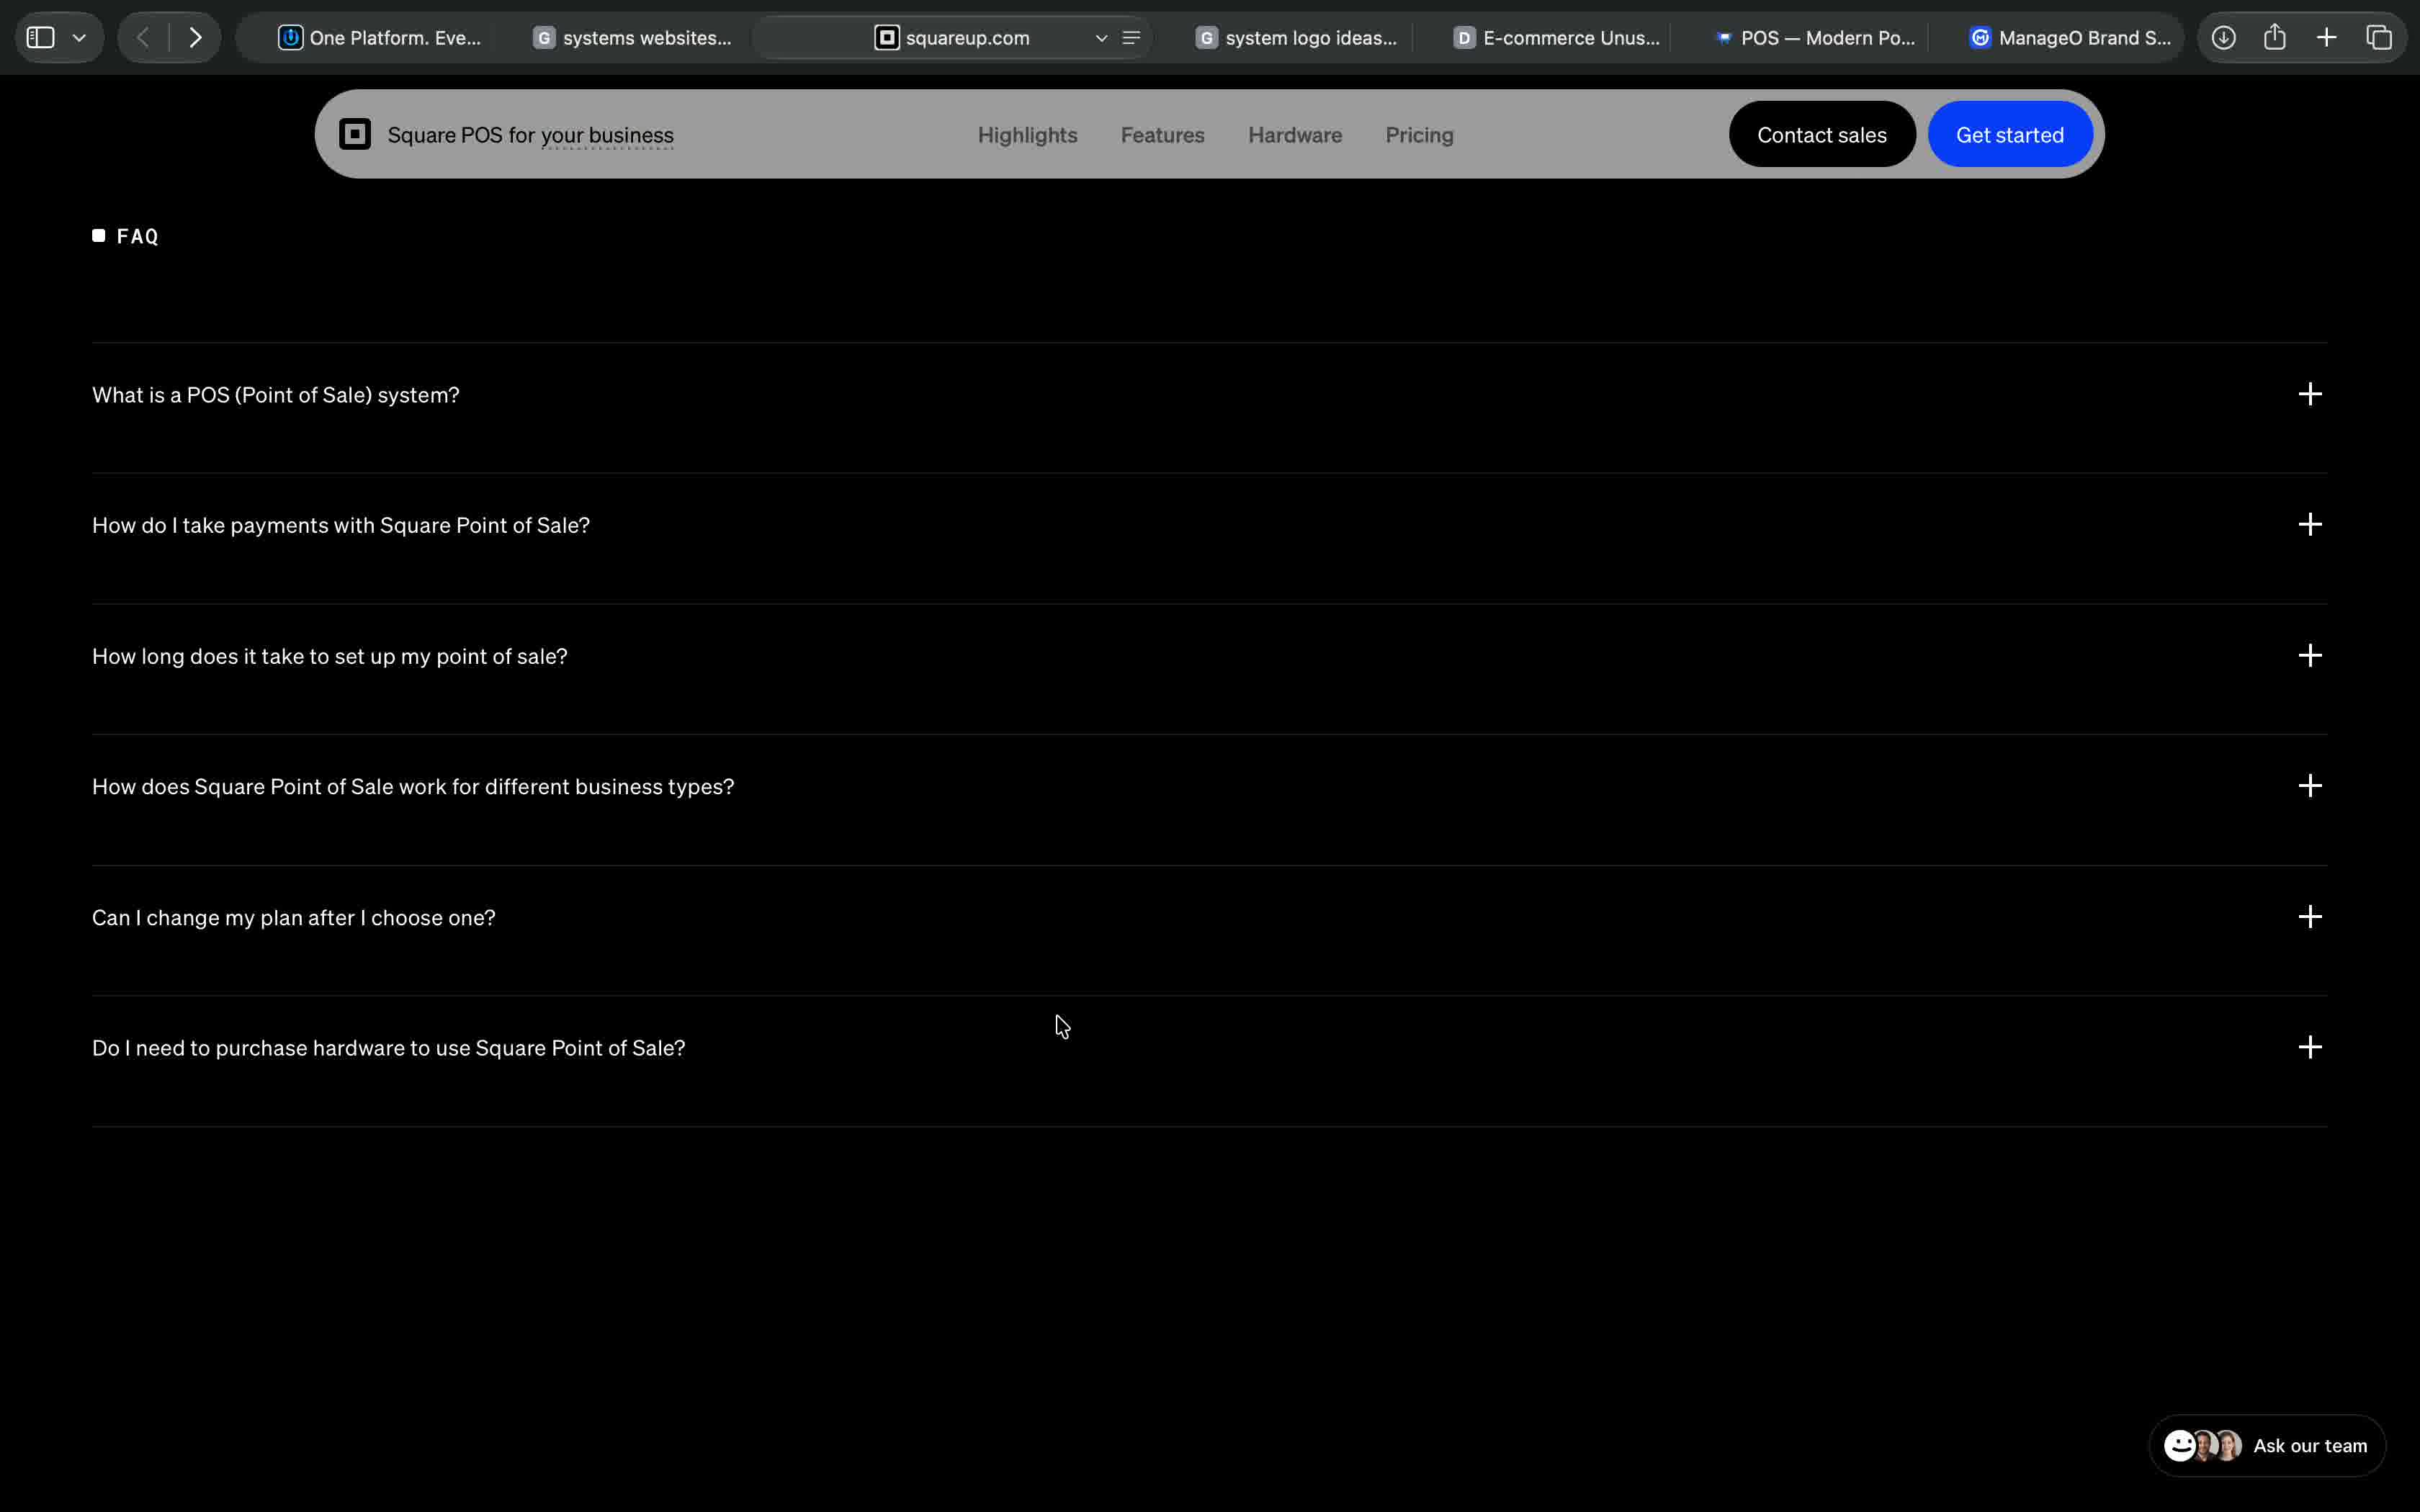 One Platform. Eve...
G systems websites...
squareup.com
G system logo ideas...
D E-commerce Unus...
POS — Modern Po...
ManageO Brand S...
Square POS for your business
Highlights
Features
Hardware
Pricing
Contact sales
Get started
FAQ
What is a POS (Point of Sale) system?
How do I take payments with Square Point of Sale?
How long does it take to set up my point of sale?
How does Square Point of Sale work for different business types?
Can I change my plan after I choose one?
Do I need to purchase hardware to use Square Point of Sale?
Ask our team